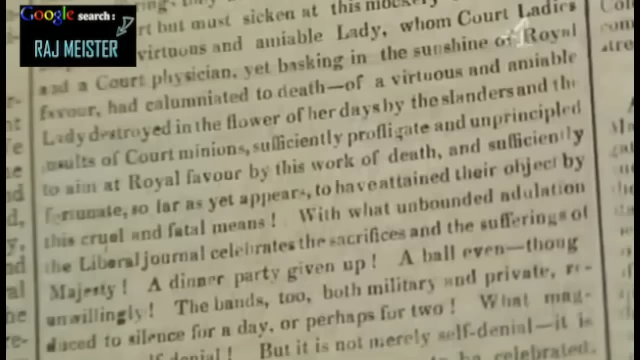 Google search :
RAJ MEISTER
but must sicken at this mockery
virtuous and amiable Lady, whom Court Ladies
and a Court physician, yet basking in the sunshine of Royal
favour, had calumniated to death—of a virtuous and amiable
Lady destroyed in the flower of her days by the slanders and the
insults of Court minions, sufficiently profligate and unprincipled
to aim at Royal favour by this work of death, and sufficiently
fortunate, so far as yet appears, to have attained their object by
this cruel and fatal means! With what unbounded adulation
the Liberal journal celebrates the sacrifices and the sufferings of
Majesty! A dinner party given up! A ball even—thoug
unwillingly! The bands, too, both military and private, re-
duced to silence for a day, or perhaps for two! What mag-
denial! But it is not merely self-denial—it is
be celebrated.